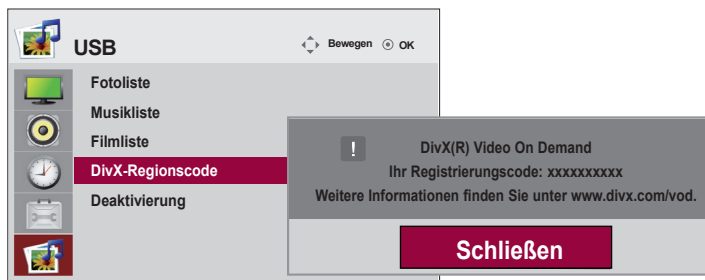 USB
Bewegen OK
Fotoliste
Musikliste
Filmliste
DivX-Regionscode
Deaktivierung
! DivX(R) Video On Demand
Ihr Registrierungscode: xxxxxxxxxx
Weitere Informationen finden Sie unter www.divx.com/vod.
Schließen